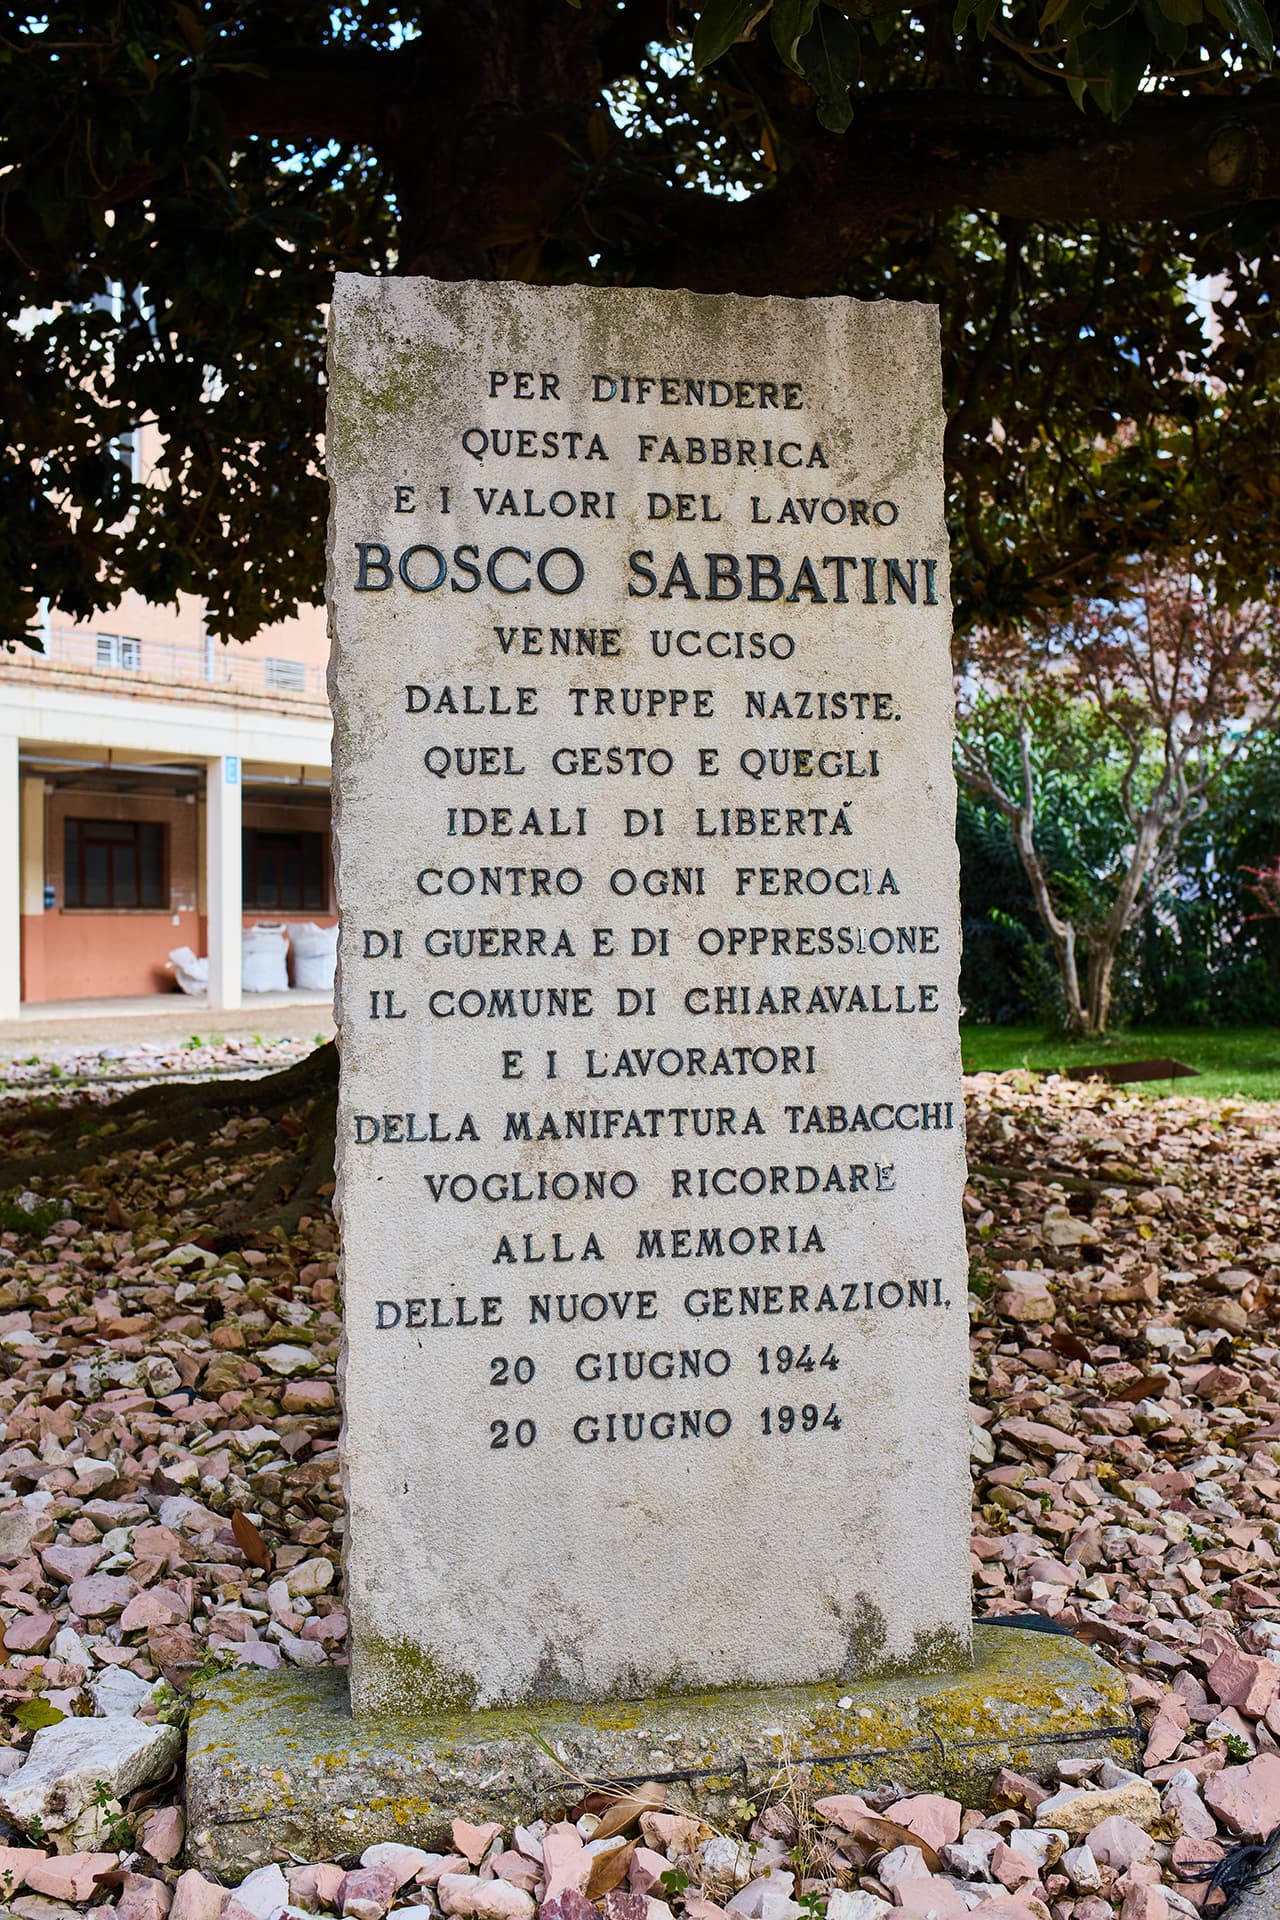 PER DIFENDERE
QUESTA FABBRICA
E I VALORI DEL LAVORO
BOSCO SABBATINI
VENNE UCCISO
DALLE TRUPPE NAZISTE.
QUEL GESTO E QUEGLI
IDEALI DI LIBERTÀ
CONTRO OGNI FEROCIA
DI GUERRA E DI OPPRESSIONE
IL COMUNE DI CHIARAVALLE
E I LAVORATORI
DELLA MANIFATTURA TABACCHI
VOGLIONO RICORDARE
ALLA MEMORIA
DELLE NUOVE GENERAZIONI.
20 GIUGNO 1944
20 GIUGNO 1994
E